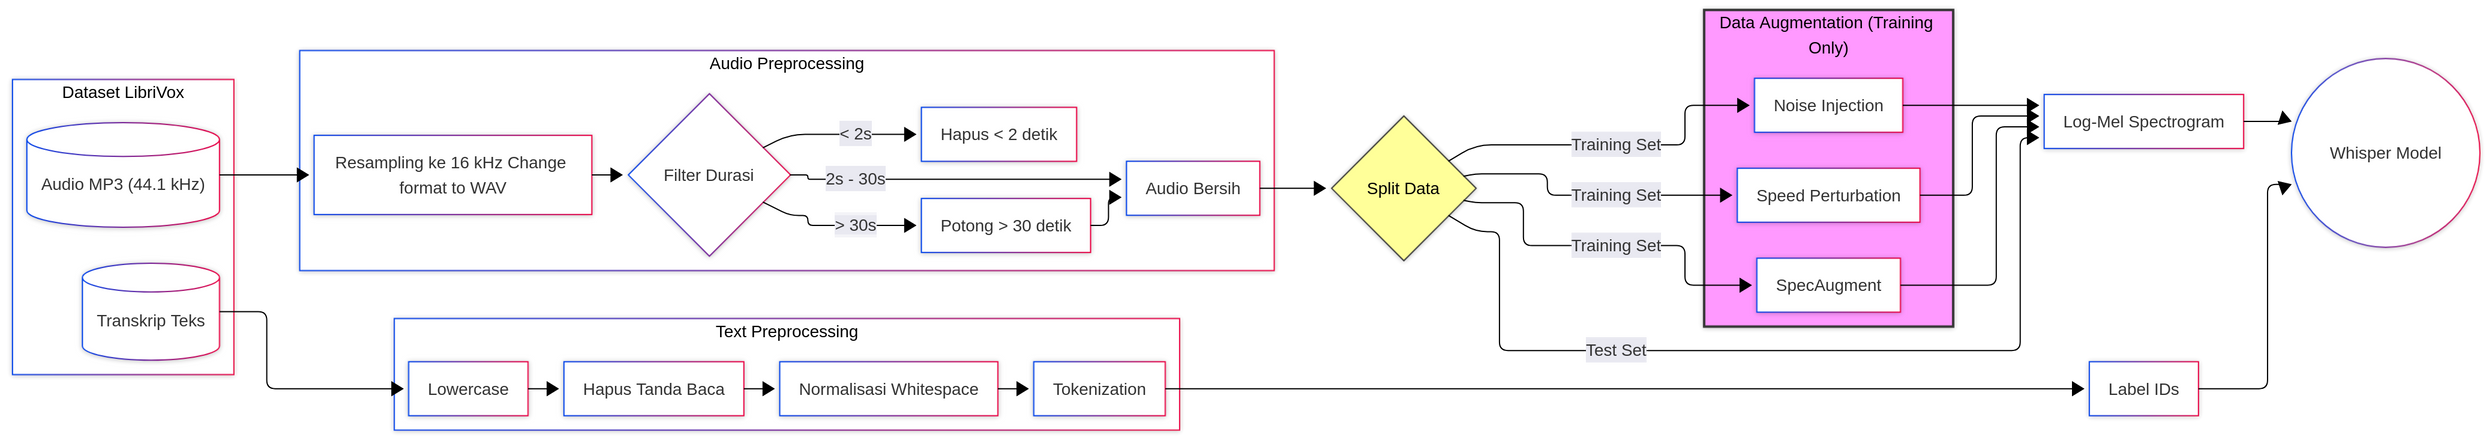 Dataset LibriVox
Audio MP3 (44.1 kHz)
Transkrip Teks
Audio Preprocessing
Resampling ke 16 kHz Change
format to WAV
Filter Durasi
< 2s
2s - 30s
> 30s
Hapus < 2 detik
Potong > 30 detik
Audio Bersih
Text Preprocessing
Lowercase
Hapus Tanda Baca
Normalisasi Whitespace
Tokenization
Split Data
Training Set
Training Set
Training Set
Test Set
Data Augmentation (Training
Only)
Noise Injection
Speed Perturbation
SpecAugment
Log-Mel Spectrogram
Label IDs
Whisper Model